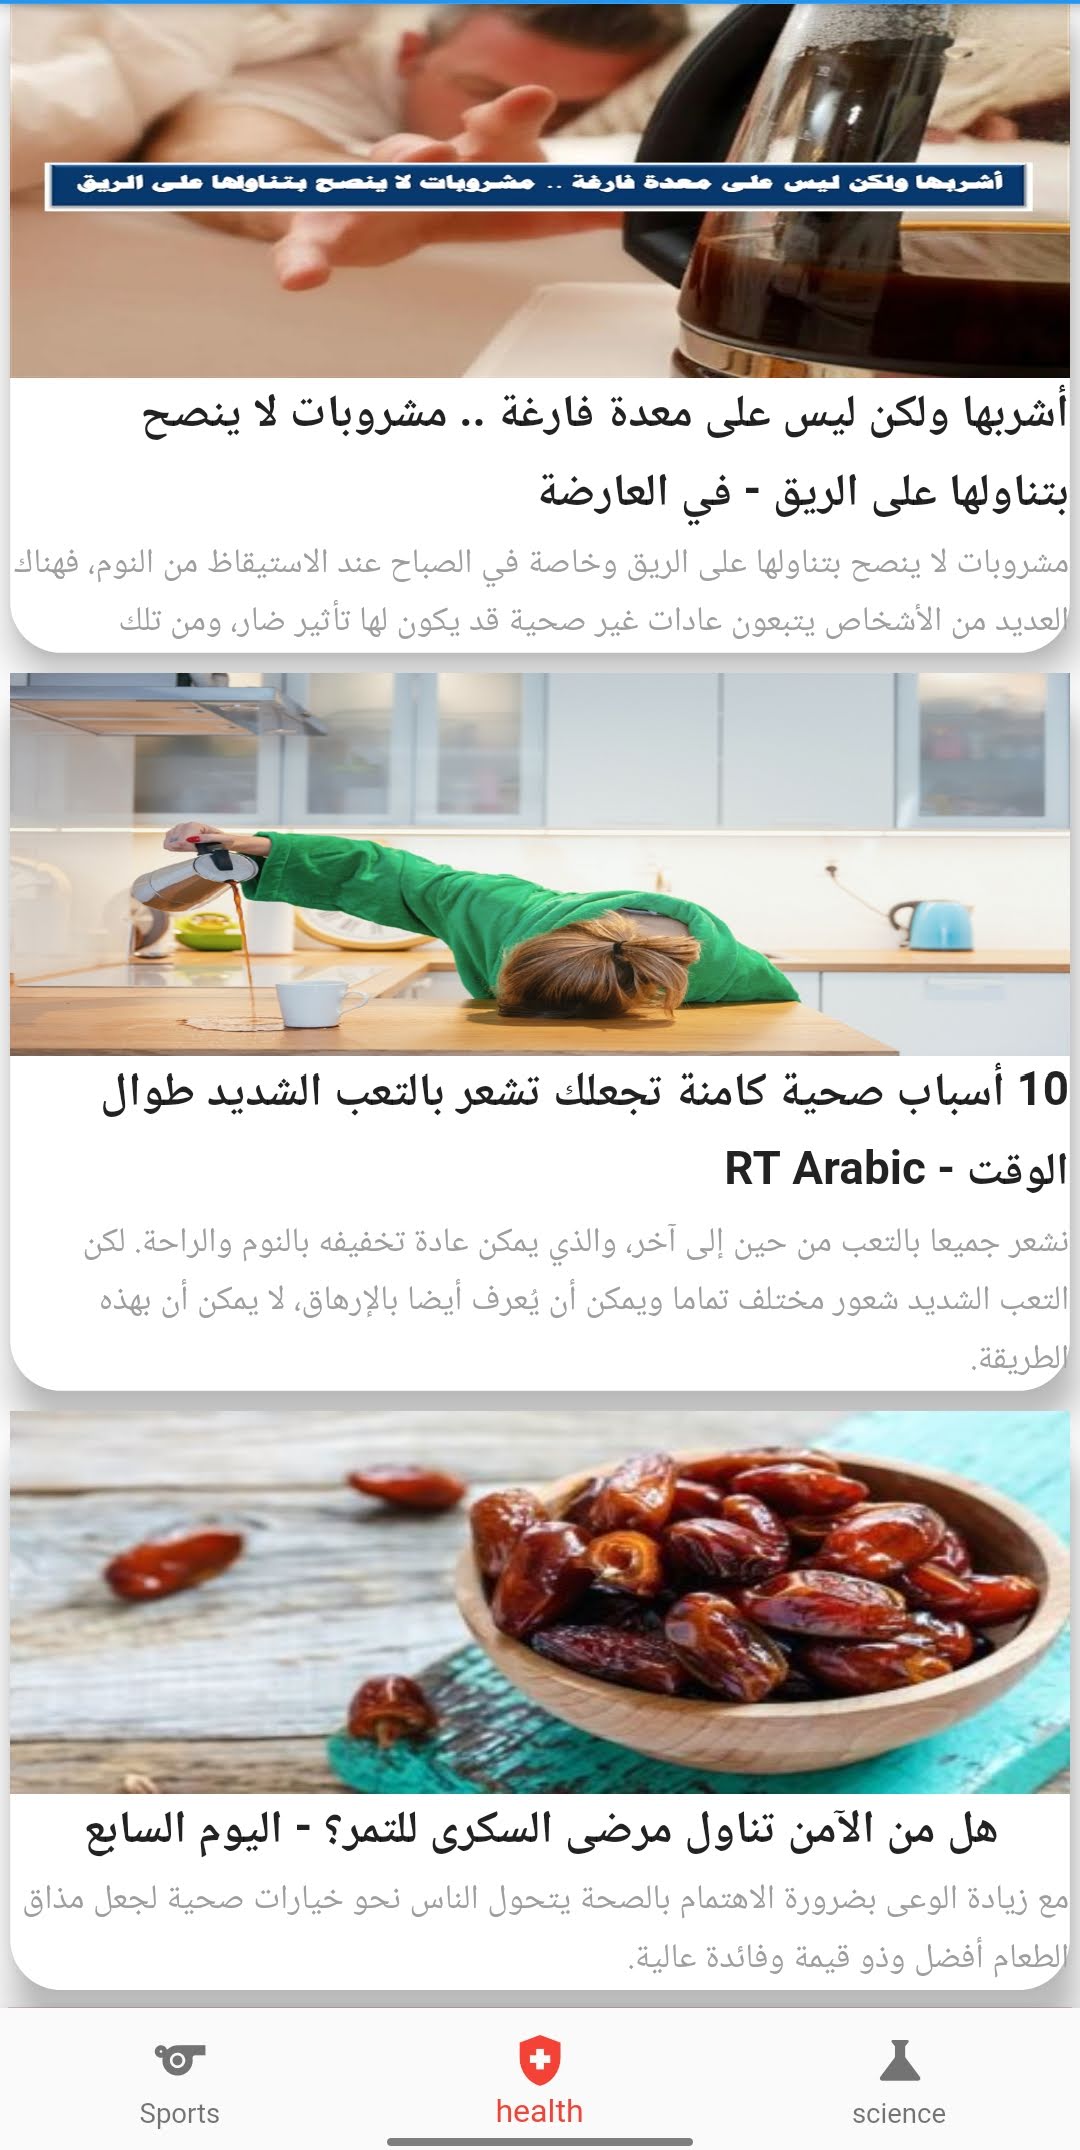 أشربها ولكن ليس على معدة فارغة .. مشروبات لا ينصح بتناولها على الريق
أشربها ولكن ليس على معدة فارغة .. مشروبات لا ينصح
بتناولها على الريق - في العارضة
مشروبات لا ينصح بتناولها على الريق وخاصة في الصباح عند الاستيقاظ من النوم، فهناك
العديد من الأشخاص يتبعون عادات غير صحية قد يكون لها تأثير ضار، ومن تلك
10 أسباب صحية كامنة تجعلك تشعر بالتعب الشديد طوال
الوقت - RT Arabic
نشعر جميعا بالتعب من حين إلى آخر، والذي يمكن عادة تخفيفه بالنوم والراحة. لكن
التعب الشديد شعور مختلف تماما ويمكن أن يُعرف أيضا بالإرهاق، لا يمكن أن بهذه
الطريقة.
هل من الآمن تناول مرضى السكرى للتمر؟ - اليوم السابع
مع زيادة الوعى بضرورة الاهتمام بالصحة يتحول الناس نحو خيارات صحية لجعل مذاق
الطعام أفضل وذو قيمة وفائدة عالية.
Sports
health
science